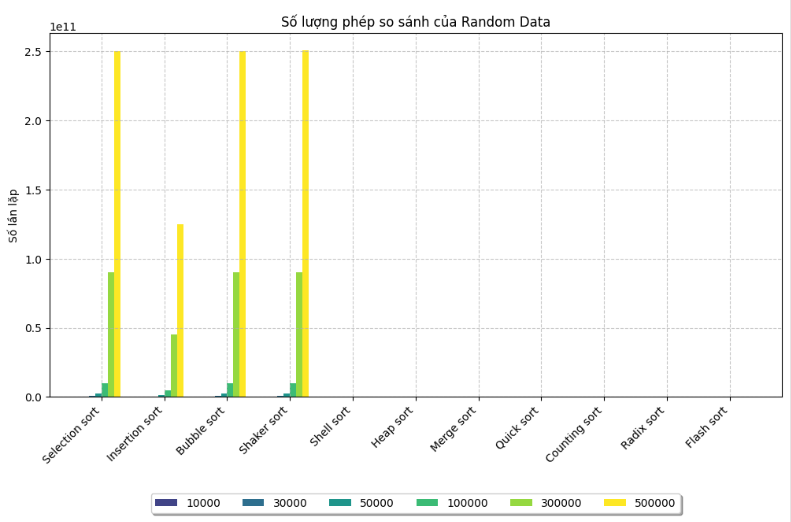 Số lượng phép so sánh của Random Data
1e11
2.5
2.0
1.5
1.0
0.5
0.0
Số lần lặp
Selection sort
Insertion sort
Bubble sort
Shaker sort
Shell sort
Heap sort
Merge sort
Quick sort
Counting sort
Radix sort
Flash sort
10000 30000 50000 100000 300000 500000